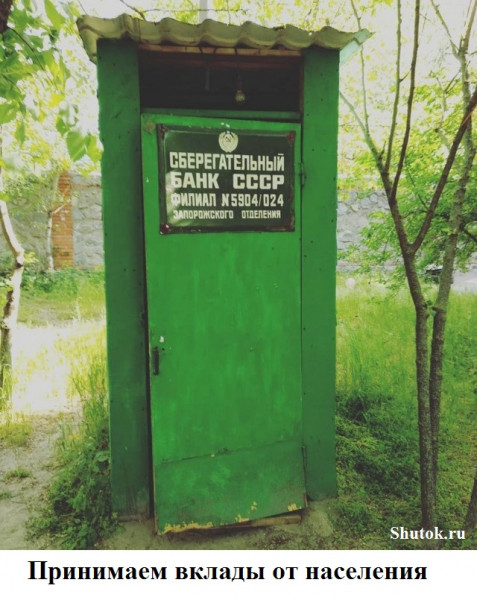 СБЕРЕГАТЕЛЬНЫЙ
БАНК СССР
ФИЛИАЛ №5904/024
ЗАПОРОЖСКОГО ОТДЕЛЕНИЯ
Shutok.ru
Принимаем вклады от населения